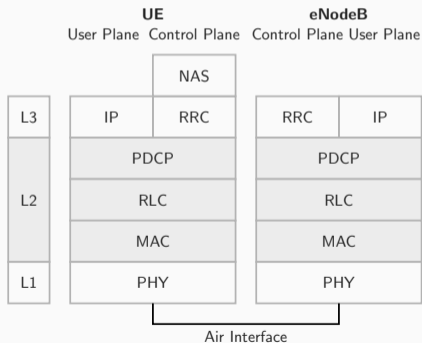 UE eNodeB
User Plane Control Plane Control Plane User Plane
NAS
L3 IP RRC RRC IP
PDCP PDCP
L2 RLC RLC
MAC MAC
L1 PHY PHY
Air Interface